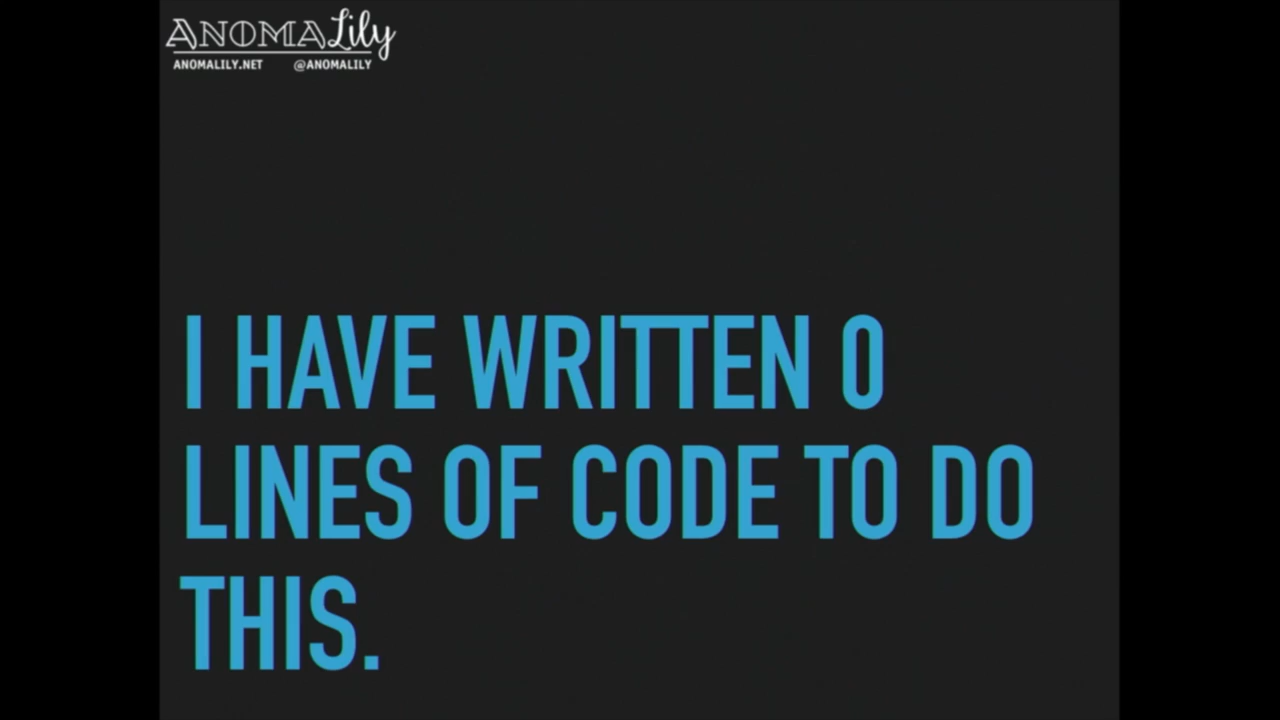 ANOMALily
ANOMALILY.NET @ANOMALILY
I HAVE WRITTEN 0
LINES OF CODE TO DO
THIS.